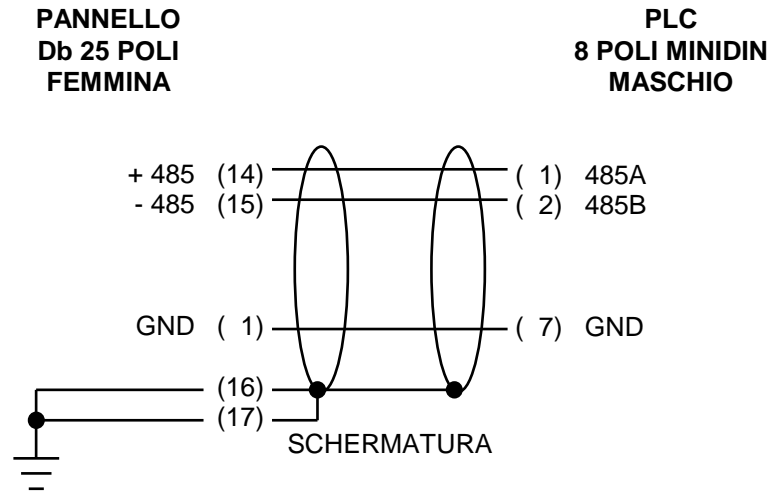 PANNELLO
Db 25 POLI
FEMMINA
PLC
8 POLI MINIDIN
MASCHIO
+ 485 (14) ( 1) 485A
- 485 (15) ( 2) 485B
GND ( 1) ( 7) GND
(16)
(17)
SCHERMATURA